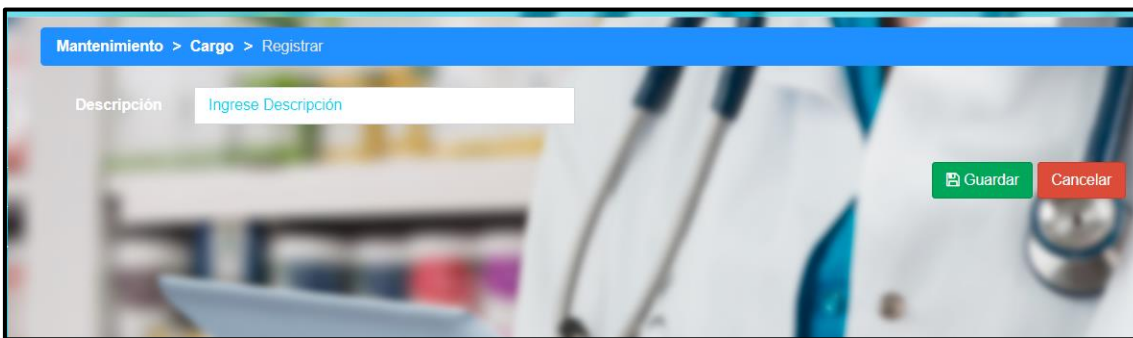 Mantenimiento > Cargo > Registrar
Descripción Ingrese Descripción
Guardar Cancelar